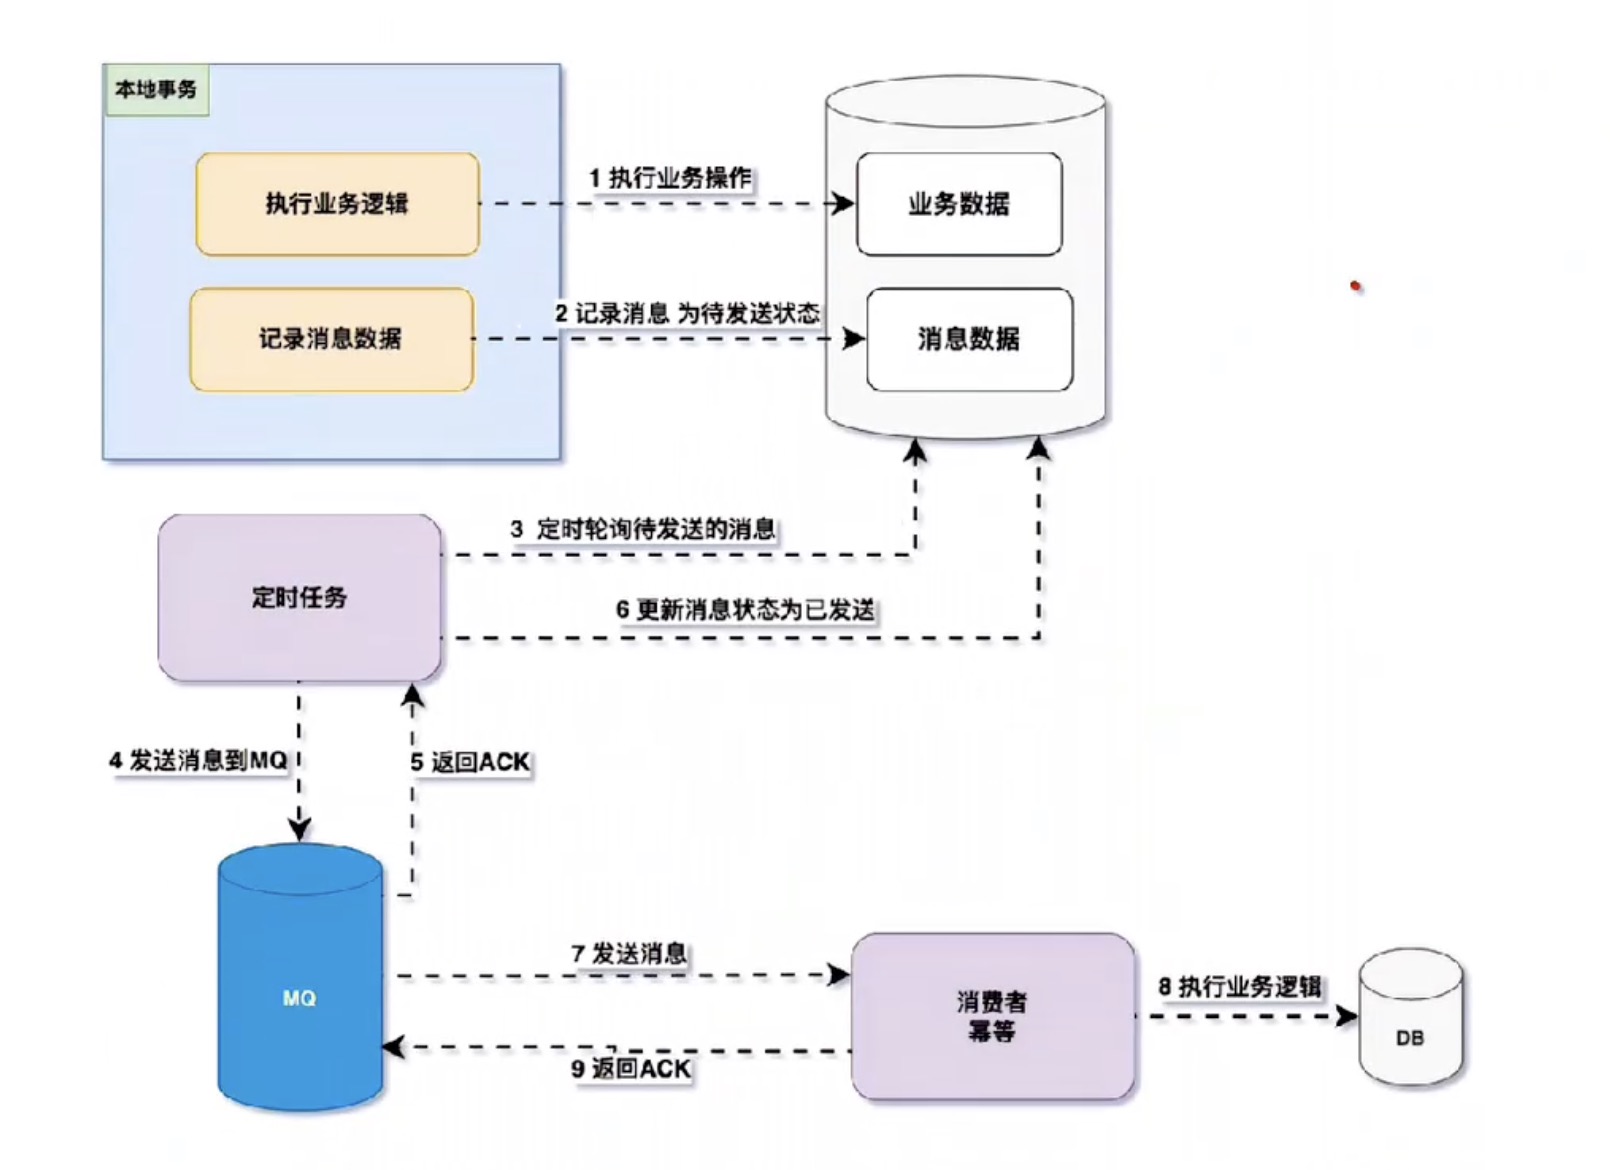 本地事务
执行业务逻辑
1 执行业务操作
业务数据
记录消息数据
2 记录消息 为待发送状态
消息数据
3 定时轮询待发送的消息
定时任务
6 更新消息状态为已发送
4 发送消息到MQ
5 返回ACK
MQ
7 发送消息
消费者
幂等
8 执行业务逻辑
DB
9 返回ACK